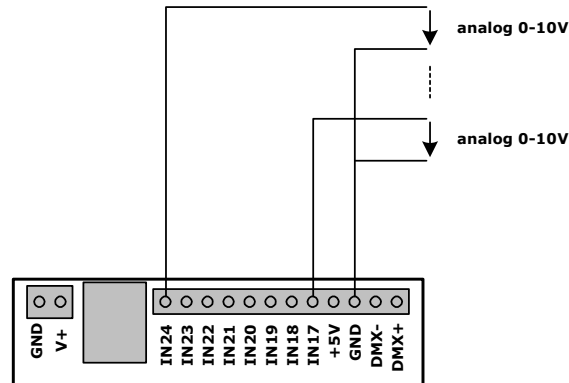 analog 0-10V
analog 0-10V
GND
V+
IN24
IN23
IN22
IN21
IN20
IN19
IN18
IN17
+5V
GND
DMX-
DMX+